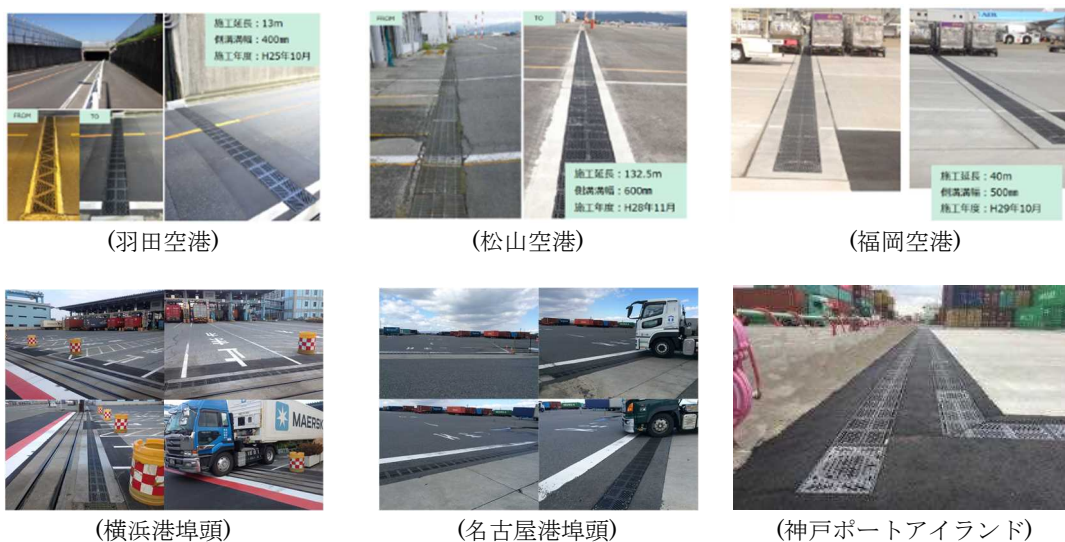 施工延長：13m
側溝溝幅：400㎜
施工年度：H25年10月
FROM
TO
(羽田空港)
FROM
TO
施工延長：132.5m
側溝溝幅：600㎜
施工年度：H28年11月
(松山空港)
施工延長：40m
側溝溝幅：500㎜
施工年度：H29年10月
(福岡空港)
MAERSK
(横浜港埠頭)
(名古屋港埠頭)
(神戸ポートアイランド)